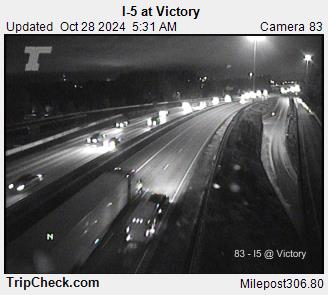 I-5 at Victory
Updated Oct 28 2024 5:31 AM Camera 83
T
N
83 - I5 @ Victory
TripCheck.com Milepost306.80